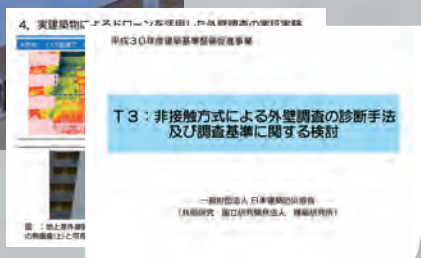 4、実建築物によるドローンを活用した外壁調査の実証実験
平成30年度建築基準整備促進事業
T3：非接触方式による外壁調査の診断手法
及び調査基準に関する検討
一般財団法人 日本建築防災協会
（共同研究 国立研究開発法人 建築研究所）